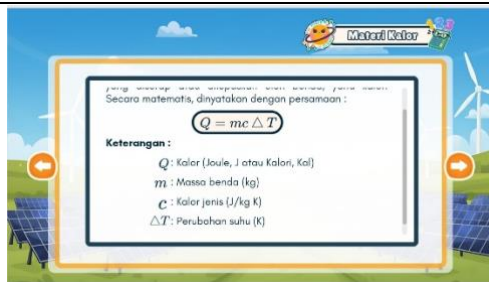 Materi Kalor
Secara matematis, dinyatakan dengan persamaan :
Q = mc △ T
Keterangan :
Q : Kalor (Joule, J atau Kalori, Kal)
m : Massa benda (kg)
c : Kalor jenis (J/kg K)
△T : Perubahan suhu (K)